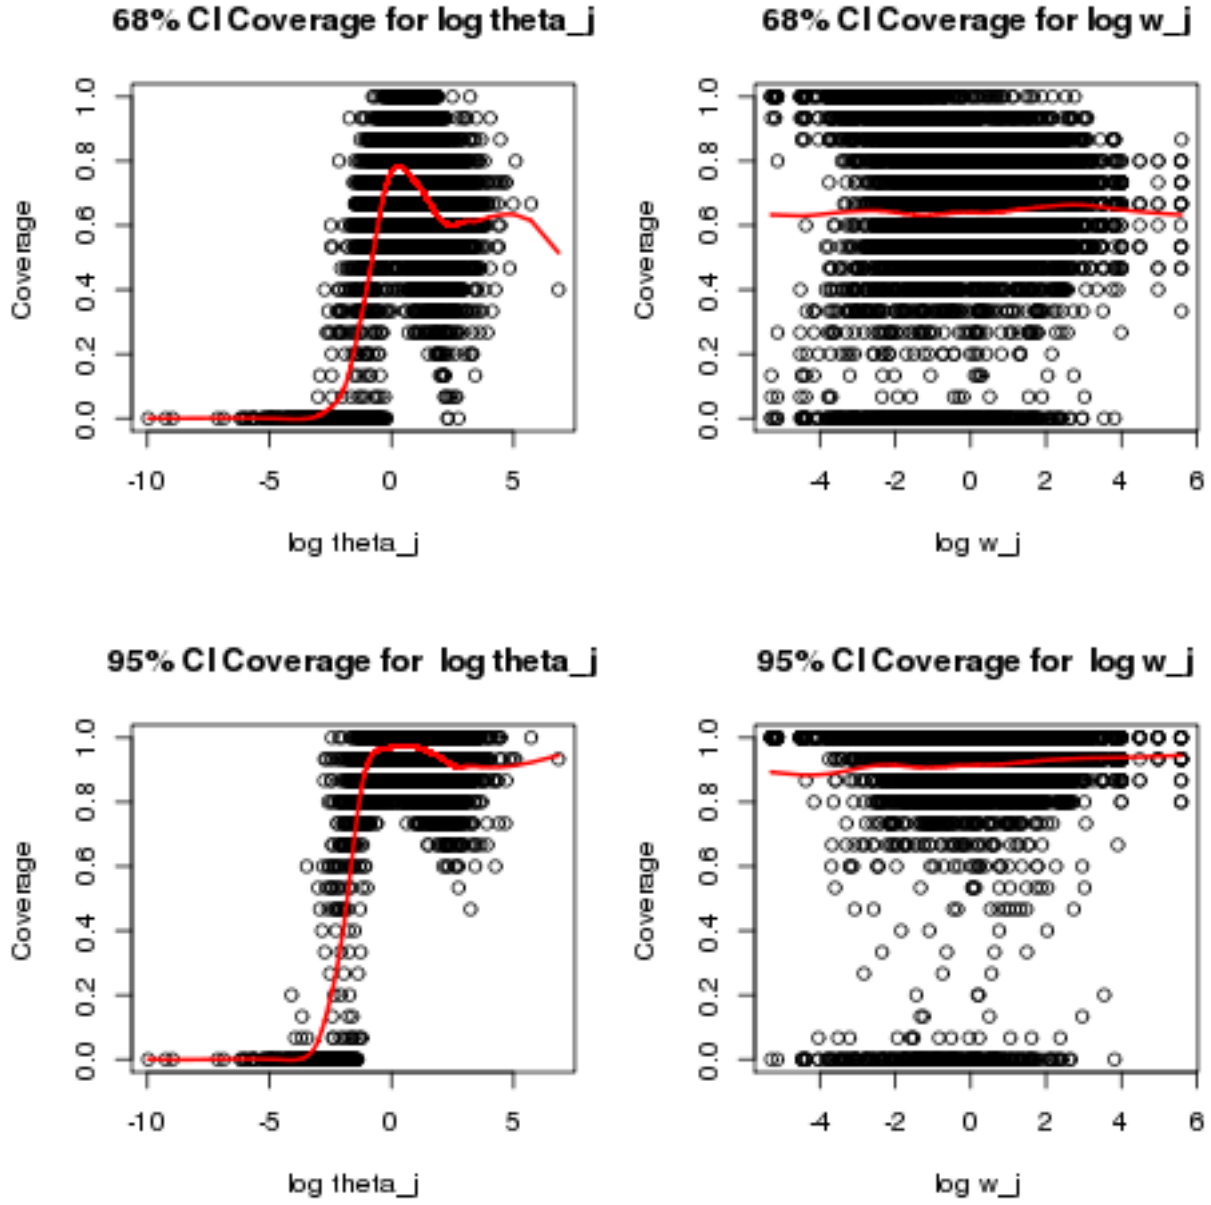 68% CI Coverage for log theta_j
Coverage
0.0 0.2 0.4 0.6 0.8 1.0
-10 -5 0 5
log theta_j
68% CI Coverage for log w_j
Coverage
0.0 0.2 0.4 0.6 0.8 1.0
-4 -2 0 2 4 6
log w_j
95% CI Coverage for log theta_j
Coverage
0.0 0.2 0.4 0.6 0.8 1.0
-10 -5 0 5
log theta_j
95% CI Coverage for log w_j
Coverage
0.0 0.2 0.4 0.6 0.8 1.0
-4 -2 0 2 4 6
log w_j